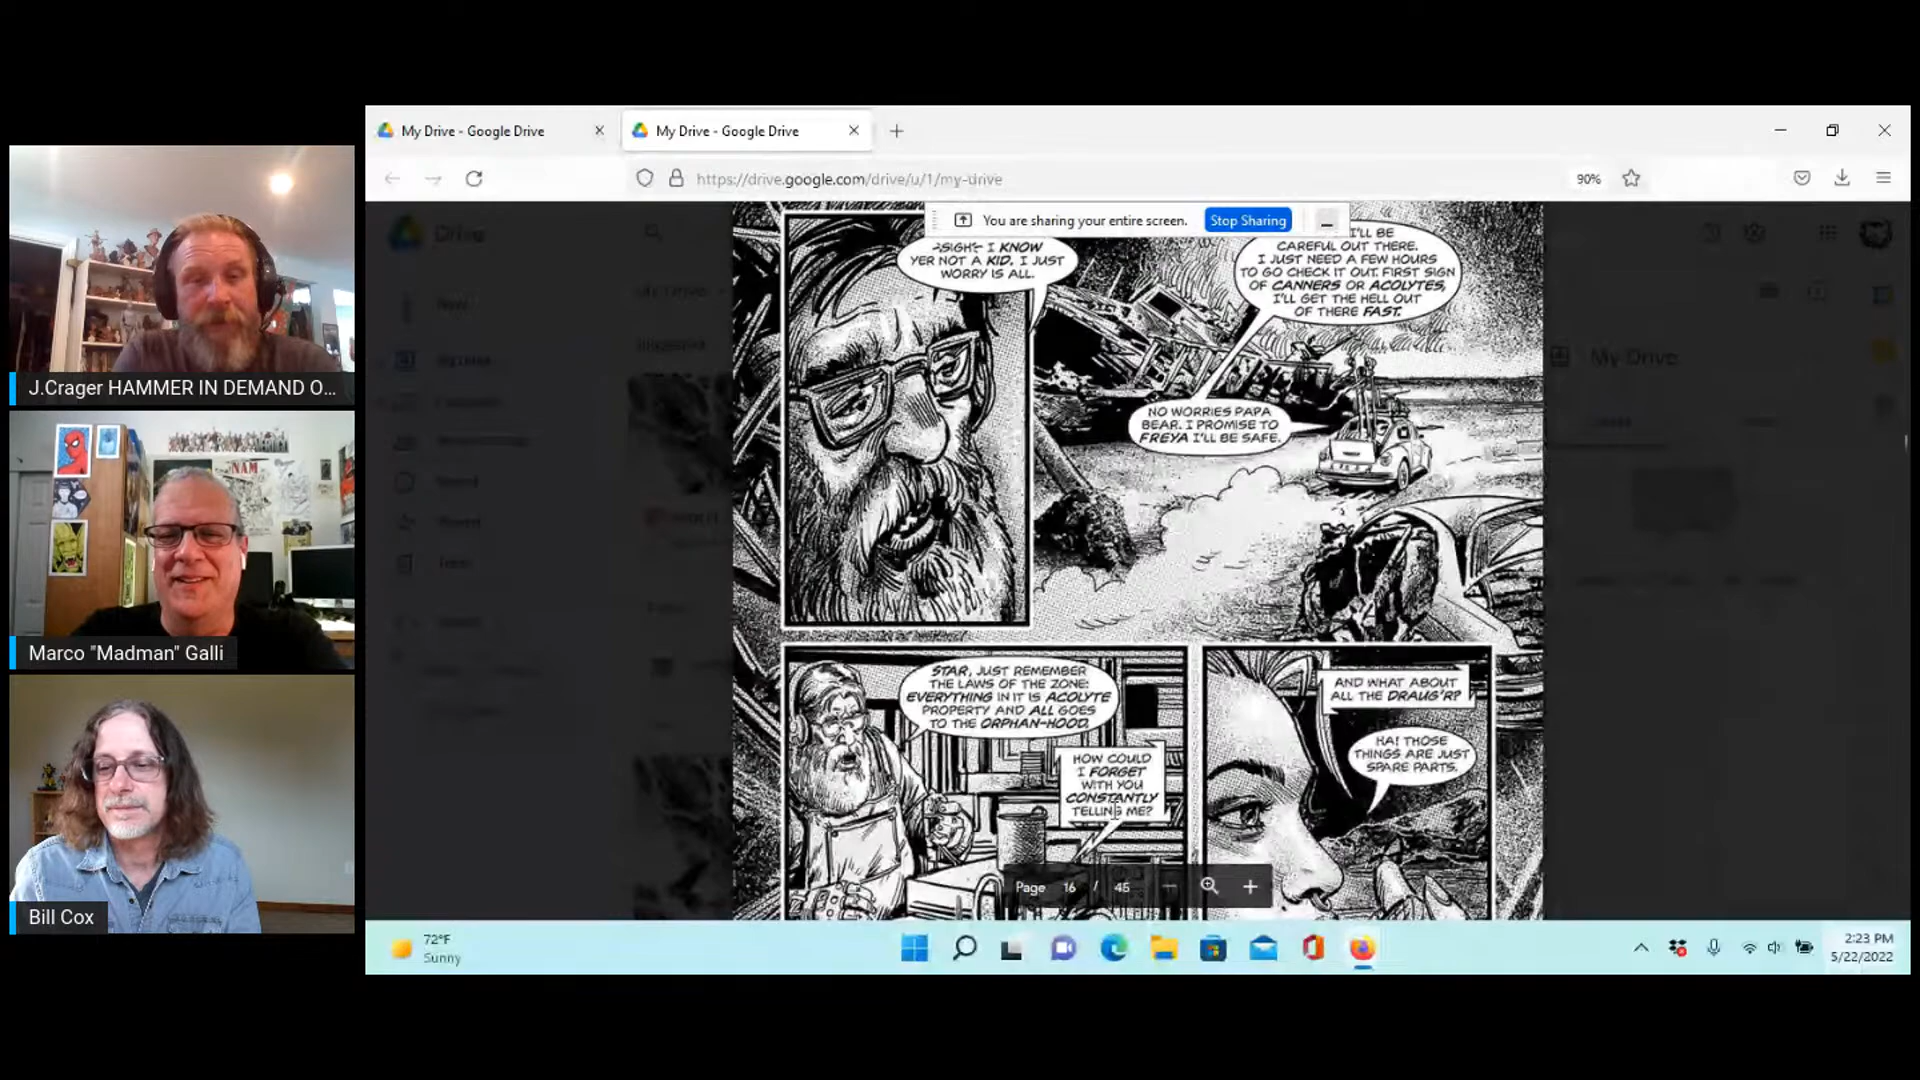 My Drive - Google Drive
My Drive - Google Drive
https://drive.google.com/drive/u/1/my-drive
90%
You are sharing your entire screen.
Stop Sharing
Drive
-SIGH- I KNOW
YER NOT A KID. I JUST
WORRY IS ALL.
I'LL BE
CAREFUL OUT THERE.
I JUST NEED A FEW HOURS
TO GO CHECK IT OUT. FIRST SIGN
OF CANNERS OR ACOLYTES,
I'LL GET THE HELL OUT
OF THERE FAST.
NO WORRIES PAPA
BEAR. I PROMISE TO
FREYA I'LL BE SAFE.
My Drive
STAR, JUST REMEMBER
THE LAWS OF THE ZONE:
EVERYTHING IN IT IS ACOLYTE
PROPERTY AND ALL GOES
TO THE ORPHAN-HOOD.
HOW COULD
I FORGET
WITH YOU
CONSTANTLY
TELLING ME?
AND WHAT ABOUT
ALL THE DRAUG'R?
HA! THOSE
THINGS ARE JUST
SPARE PARTS.
Page 16 / 45
J.Crager HAMMER IN DEMAND O...
NAM
Marco "Madman" Galli
Bill Cox
72°F
Sunny
2:23 PM
5/22/2022